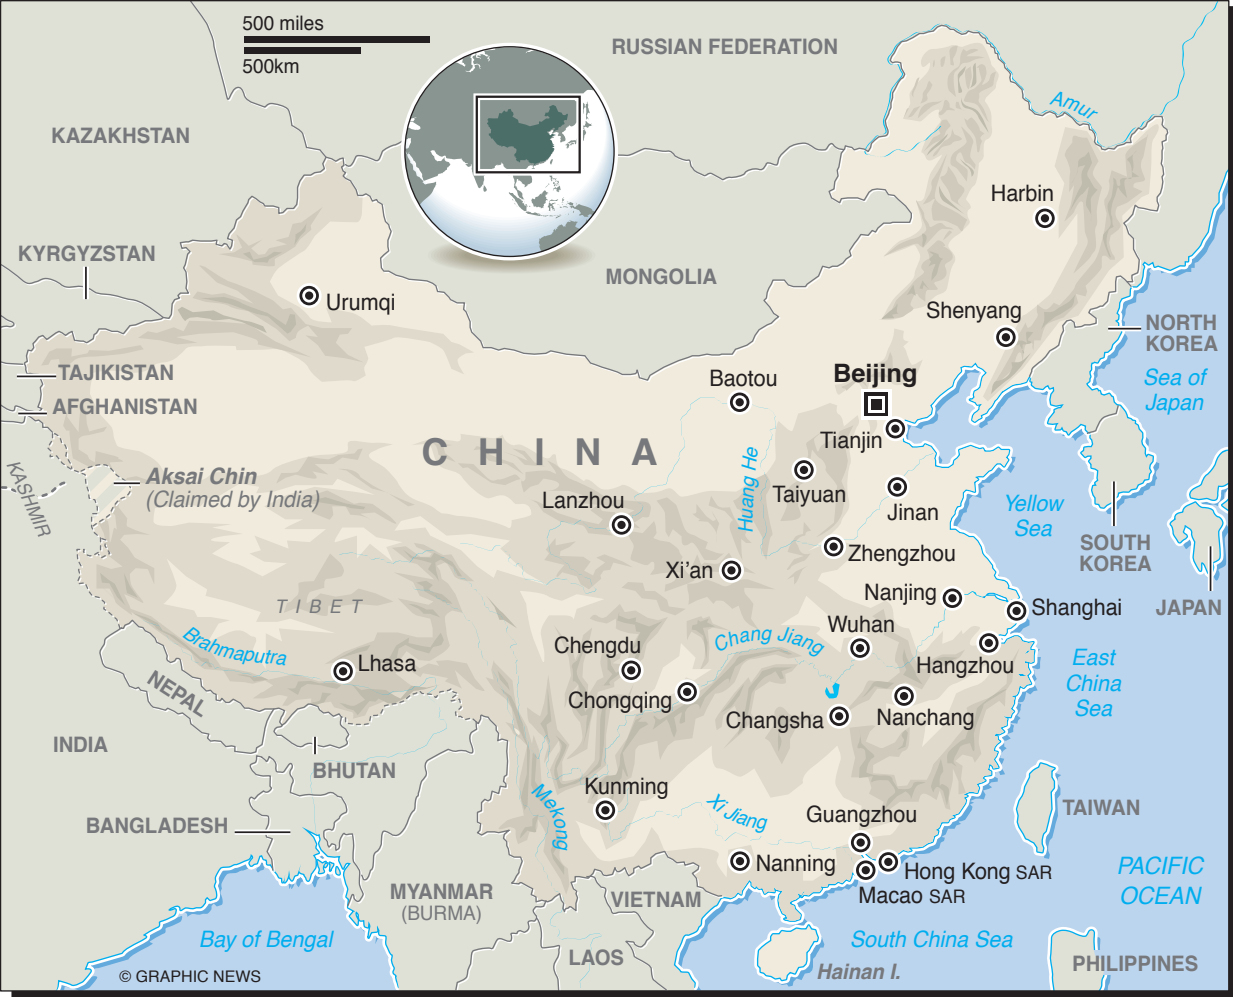 500 miles
500km
RUSSIAN FEDERATION
KAZAKHSTAN
Amur
Harbin
KYRGYZSTAN
MONGOLIA
Urumqi
Shenyang
NORTH
KOREA
TAJIKISTAN
AFGHANISTAN
Baotou
Beijing
Sea of
Japan
Tianjin
CHINA
KASHMIR
Aksai Chin
(Claimed by India)
Huang He
Taiyuan
Lanzhou
Jinan
Yellow
Sea
SOUTH
KOREA
Zhengzhou
Xi’an
Nanjing
Shanghai
JAPAN
TIBET
Brahmaputra
Lhasa
Chengdu
Chang Jiang
Wuhan
Hangzhou
East
China
Sea
NEPAL
Chongqing
Changsha
Nanchang
INDIA
BHUTAN
Kunming
Mekong
Xi Jiang
Guangzhou
TAIWAN
BANGLADESH
Nanning
Hong Kong SAR
Macao SAR
PACIFIC
OCEAN
MYANMAR
(BURMA)
VIETNAM
Bay of Bengal
South China Sea
LAOS
Hainan I.
PHILIPPINES
© GRAPHIC NEWS